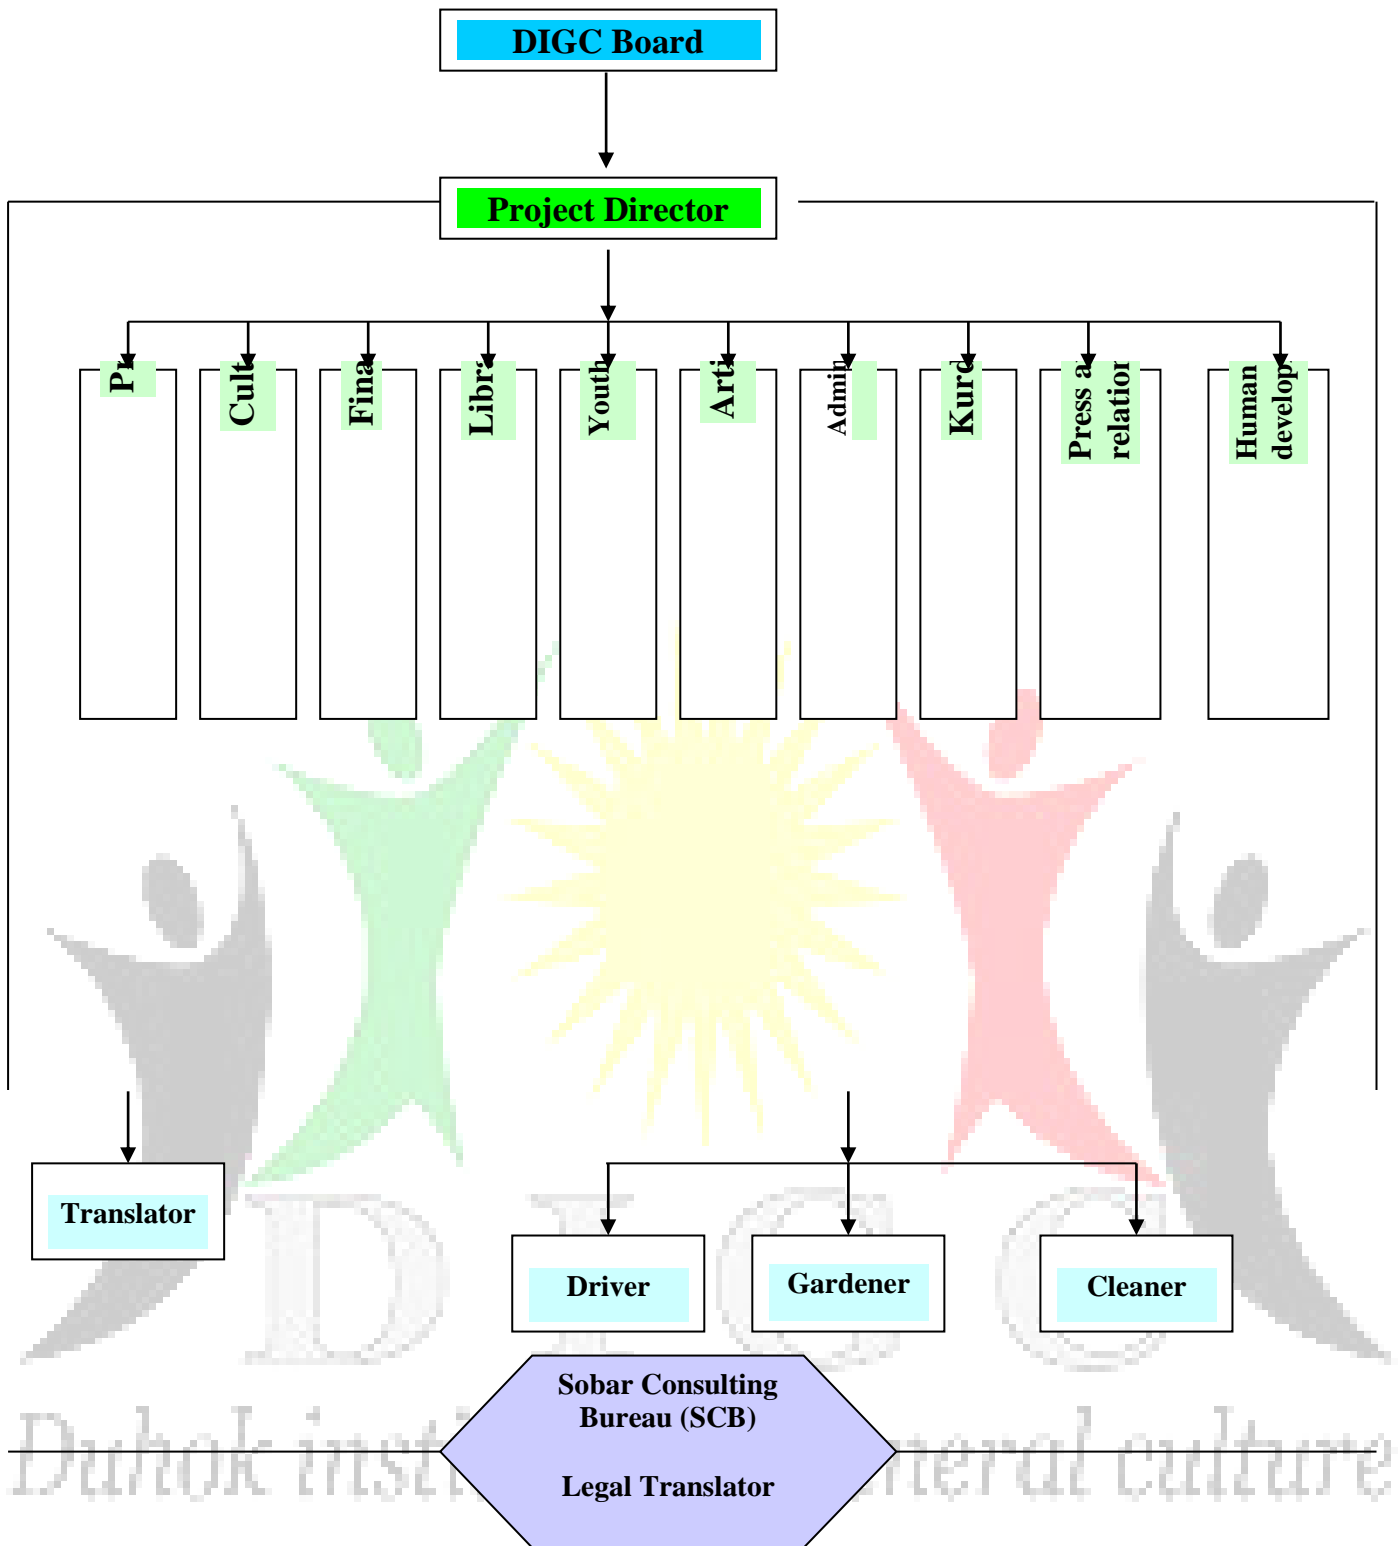 DIGC Board
Project Director
Pr
Cult
Fina
Libra
Youth
Arti
Admin
Kurd
Press a
relation
Human
develop
Translator
Driver
Gardener
Cleaner
D I G C
Sobar Consulting
Bureau (SCB)
Legal Translator
Duhok insti
neral culture